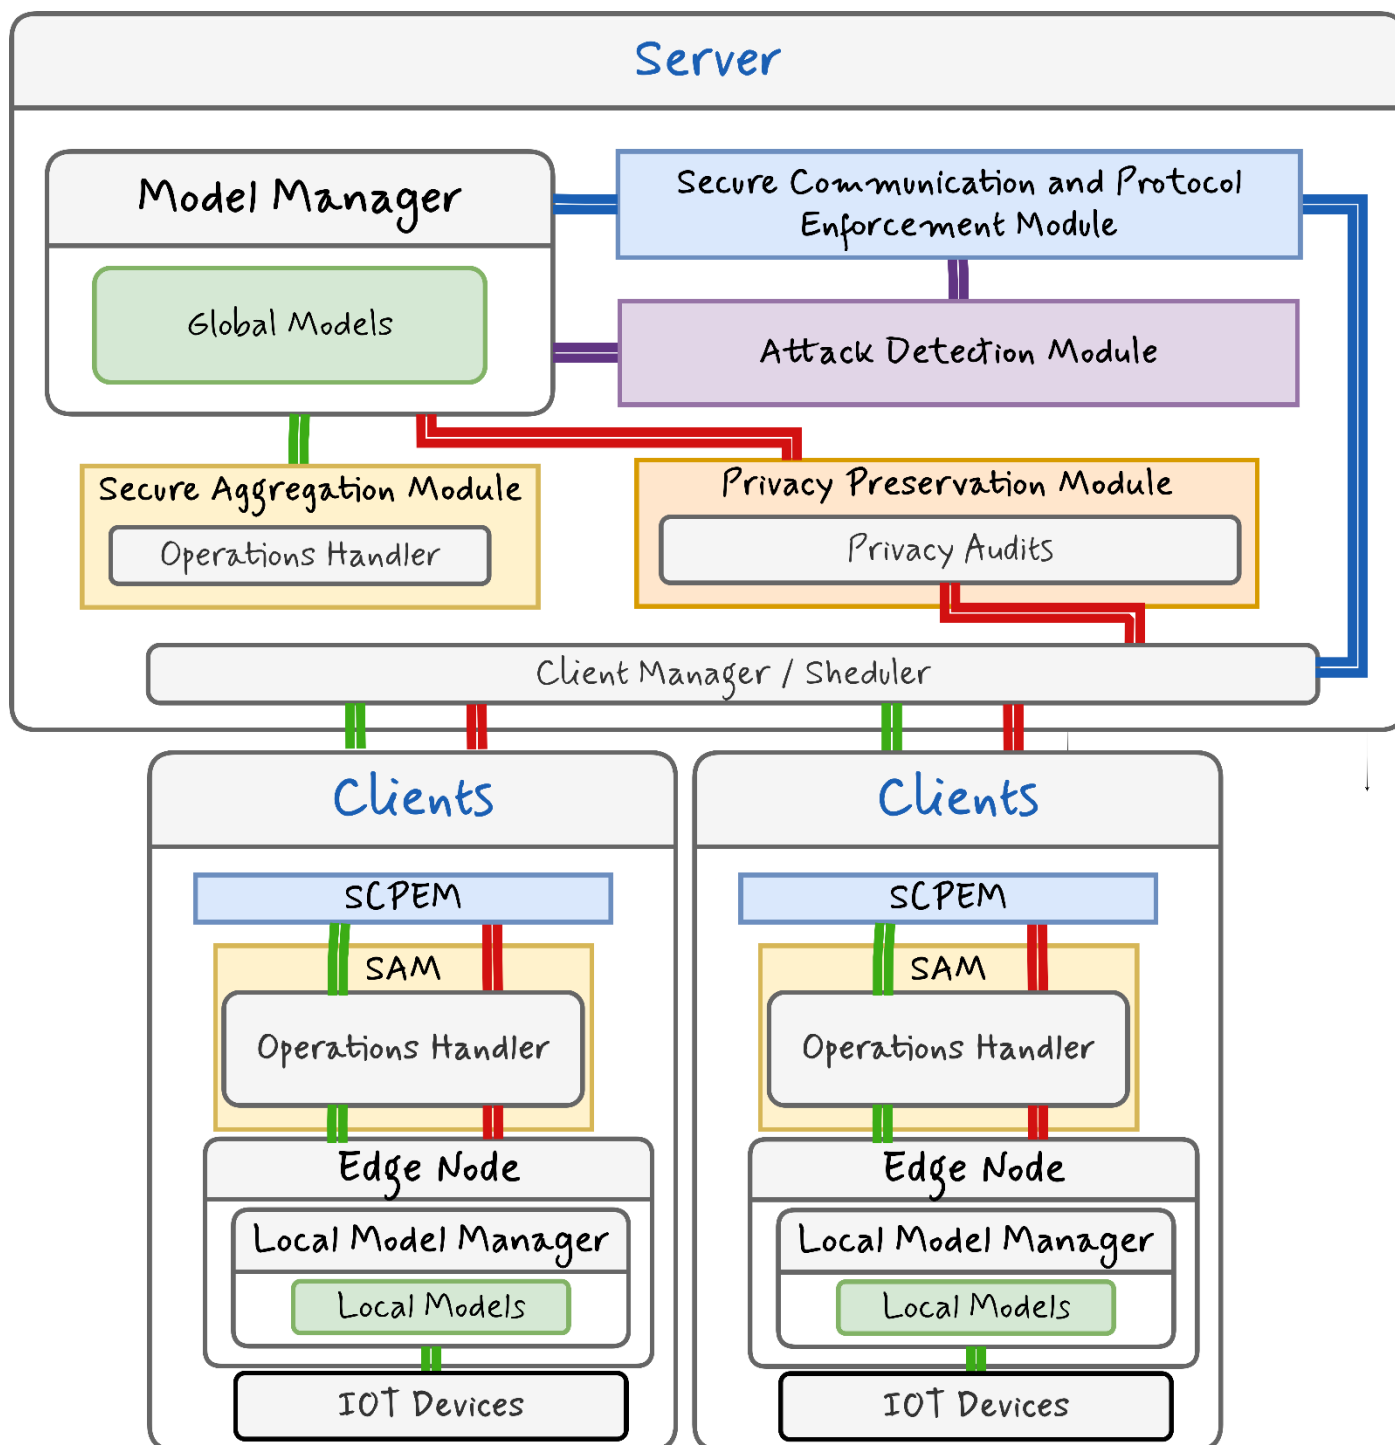 Server
Model Manager
Global Models
Secure Communication and Protocol
Enforcement Module
Attack Detection Module
Secure Aggregation Module
Operations Handler
Privacy Preservation Module
Privacy Audits
Client Manager / Sheduler
Clients
SCPEM
SAM
Operations Handler
Edge Node
Local Model Manager
Local Models
IOT Devices
Clients
SCPEM
SAM
Operations Handler
Edge Node
Local Model Manager
Local Models
IOT Devices